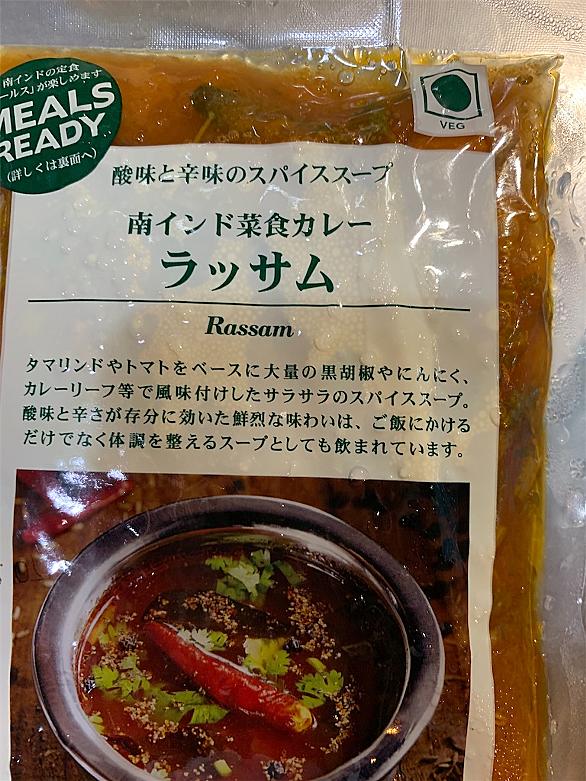 南インドの定食
ールス」が楽しめます
MEALS
READY
(詳しくは裏面へ)
VEG
酸味と辛味のスパイススープ
南インド菜食カレー
ラッサム
Rassam
タマリンドやトマトをベースに大量の黒胡椒やにんにく、
カレーリーフ等で風味付けしたサラサラのスパイススープ。
酸味と辛さが存分に効いた鮮烈な味わいは、ご飯にかける
だけでなく体調を整えるスープとしても飲まれています。